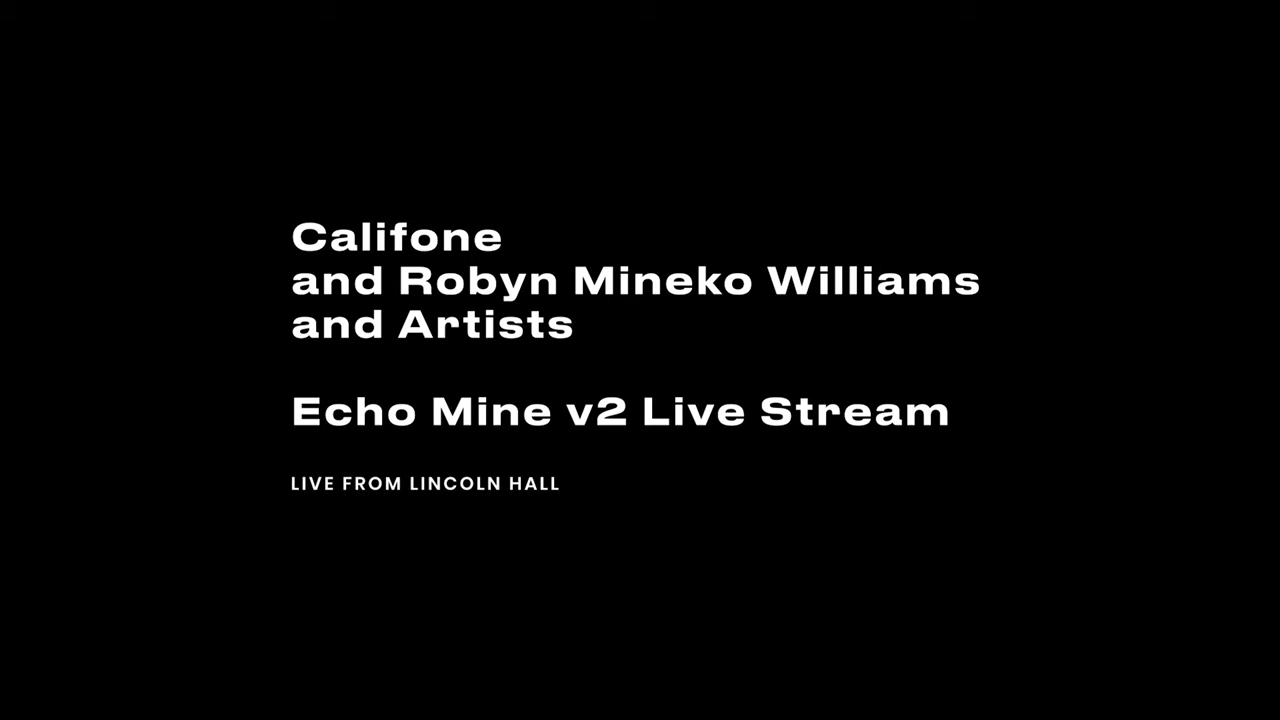 Califone
and Robyn Mineko Williams
and Artists
Echo Mine v2 Live Stream
LIVE FROM LINCOLN HALL